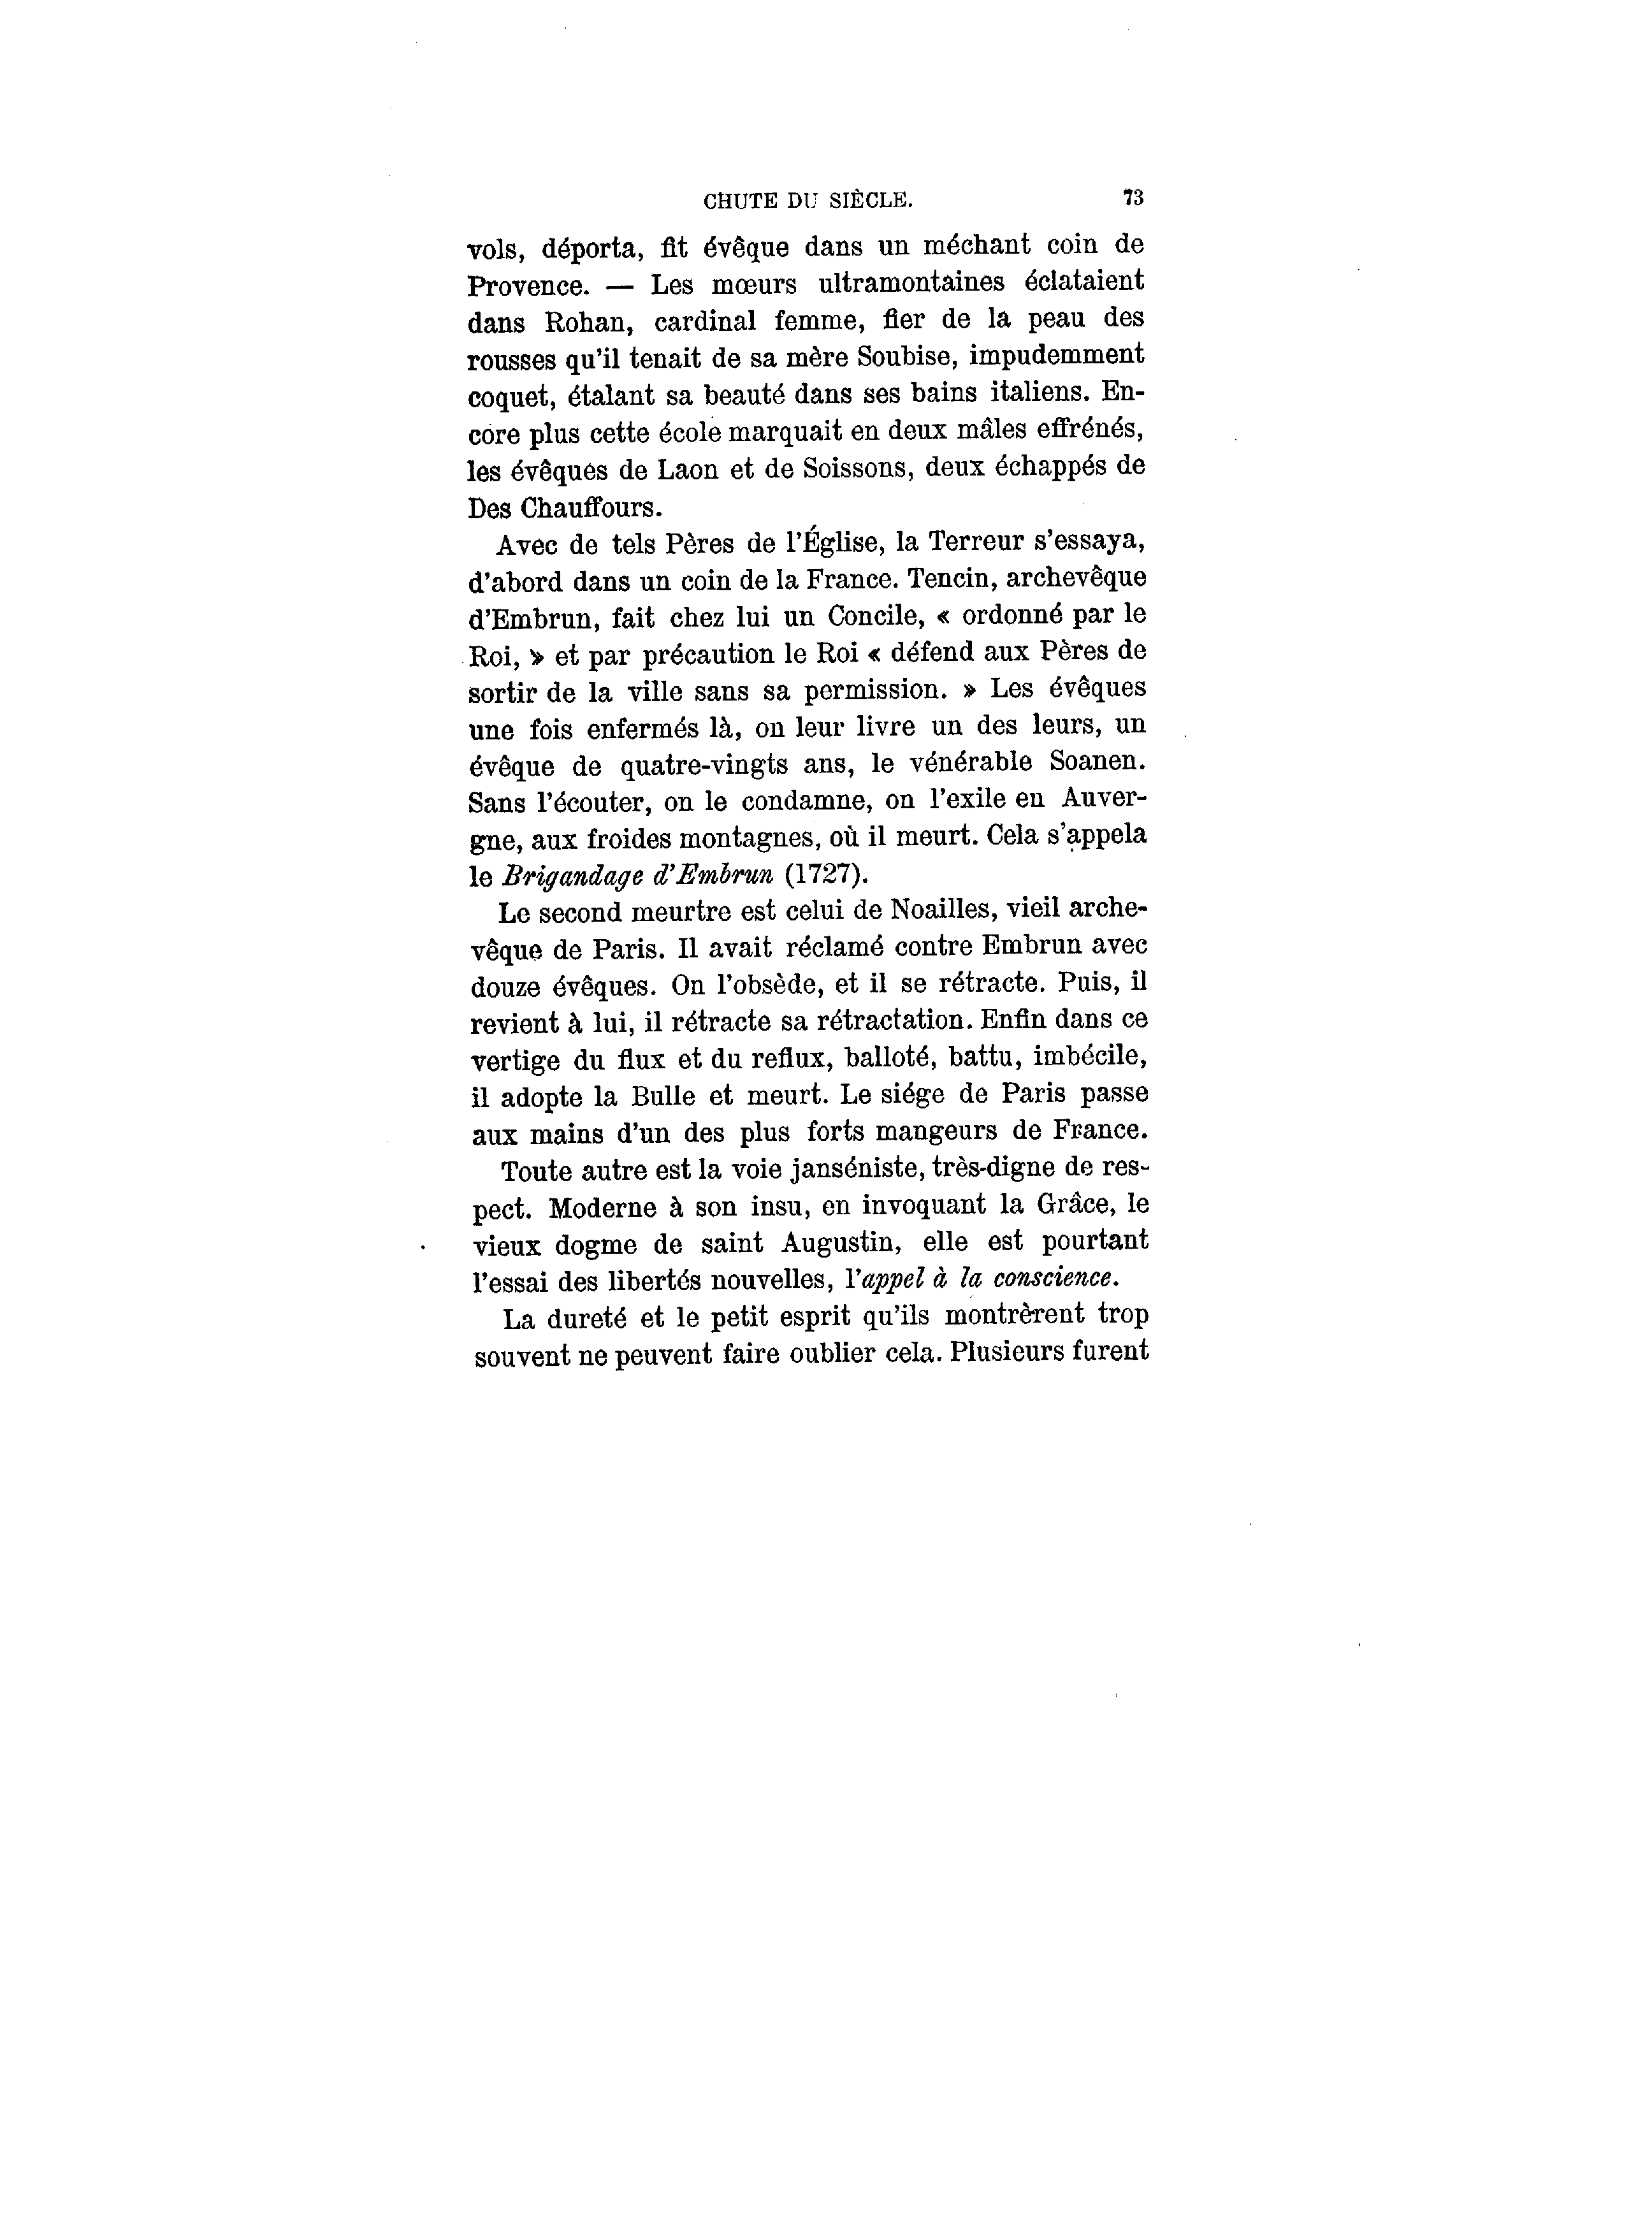 CHUTE DU SIÈCLE. 73
vols, déporta, fit évêque dans un méchant coin de
Provence. — Les mœurs ultramontaines éclataient
dans Rohan, cardinal femme, fier de la peau des
rousses qu'il tenait de sa mère Soubise, impudemment
coquet, étalant sa beauté dans ses bains italiens. En-
core plus cette école marquait en deux mâles effrénés,
les évêques de Laon et de Soissons, deux échappés de
Des Chauffours.
Avec de tels Pères de l'Église, la Terreur s'essaya,
d'abord dans un coin de la France. Tencin, archevêque
d'Embrun, fait chez lui un Concile, « ordonné par le
Roi, » et par précaution le Roi « défend aux Pères de
sortir de la ville sans sa permission. » Les évêques
une fois enfermés là, on leur livre un des leurs, un
évêque de quatre-vingts ans, le vénérable Soanen.
Sans l'écouter, on le condamne, on l'exile en Auver-
gne, aux froides montagnes, où il meurt. Cela s'appela
le Brigandage d'Embrun (1727).
Le second meurtre est celui de Noailles, vieil arche-
vêque de Paris. Il avait réclamé contre Embrun avec
douze évêques. On l'obsède, et il se rétracte. Puis, il
revient à lui, il rétracte sa rétractation. Enfin dans ce
vertige du flux et du reflux, balloté, battu, imbécile,
il adopte la Bulle et meurt. Le siége de Paris passe
aux mains d'un des plus forts mangeurs de France.
Toute autre est la voie janséniste, très-digne de res-
pect. Moderne à son insu, en invoquant la Grâce, le
vieux dogme de saint Augustin, elle est pourtant
l'essai des libertés nouvelles, l'appel à la conscience.
La dureté et le petit esprit qu'ils montrèrent trop
souvent ne peuvent faire oublier cela. Plusieurs furent